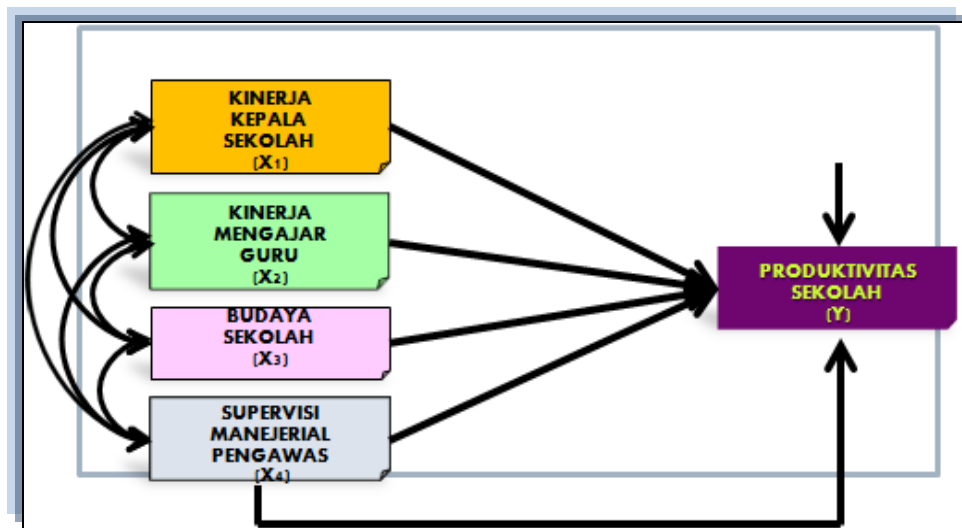 KINERJA
KEPALA
SEKOLAH
(X1)
KINERJA
MENGAJAR
GURU
(X2)
BUDAYA
SEKOLAH
(X3)
SUPERVISI
MANEJERIAL
PENGAWAS
(X4)
PRODUKTIVITAS
SEKOLAH
(Y)